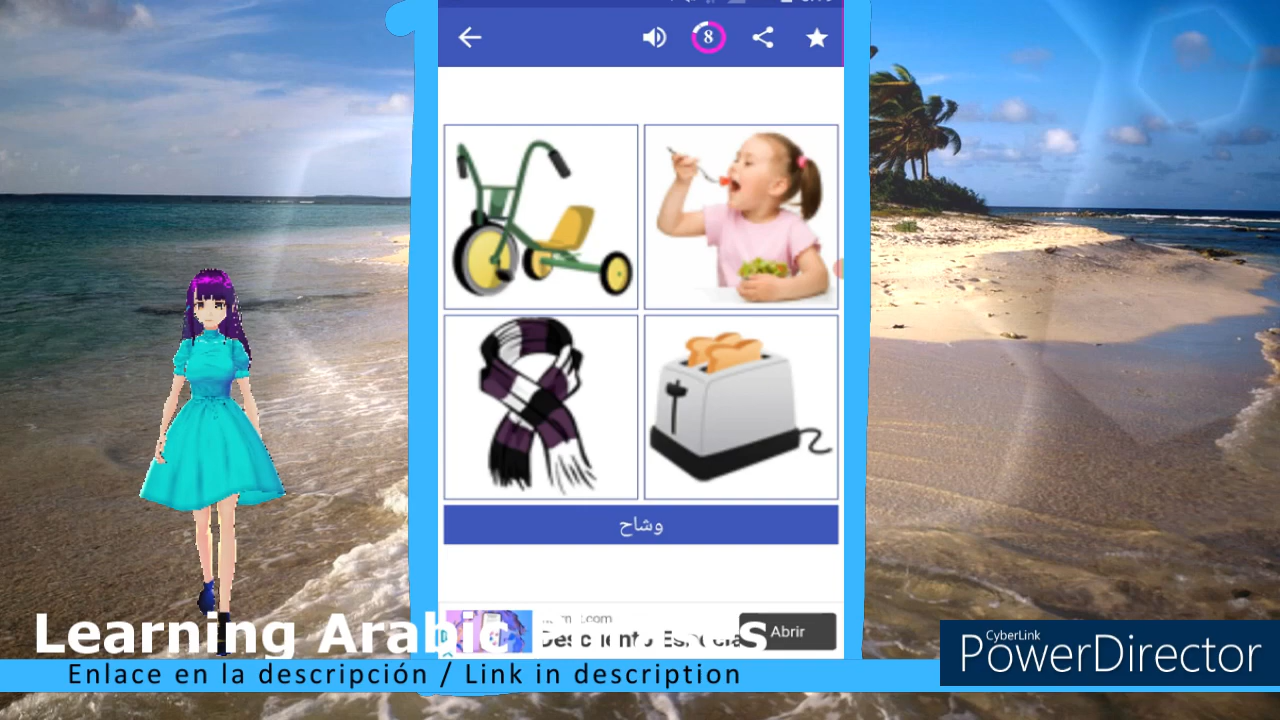 8
وشاح
Abrir
Learning Arabic
Enlace en la descripción / Link in description
CyberLink
PowerDirector